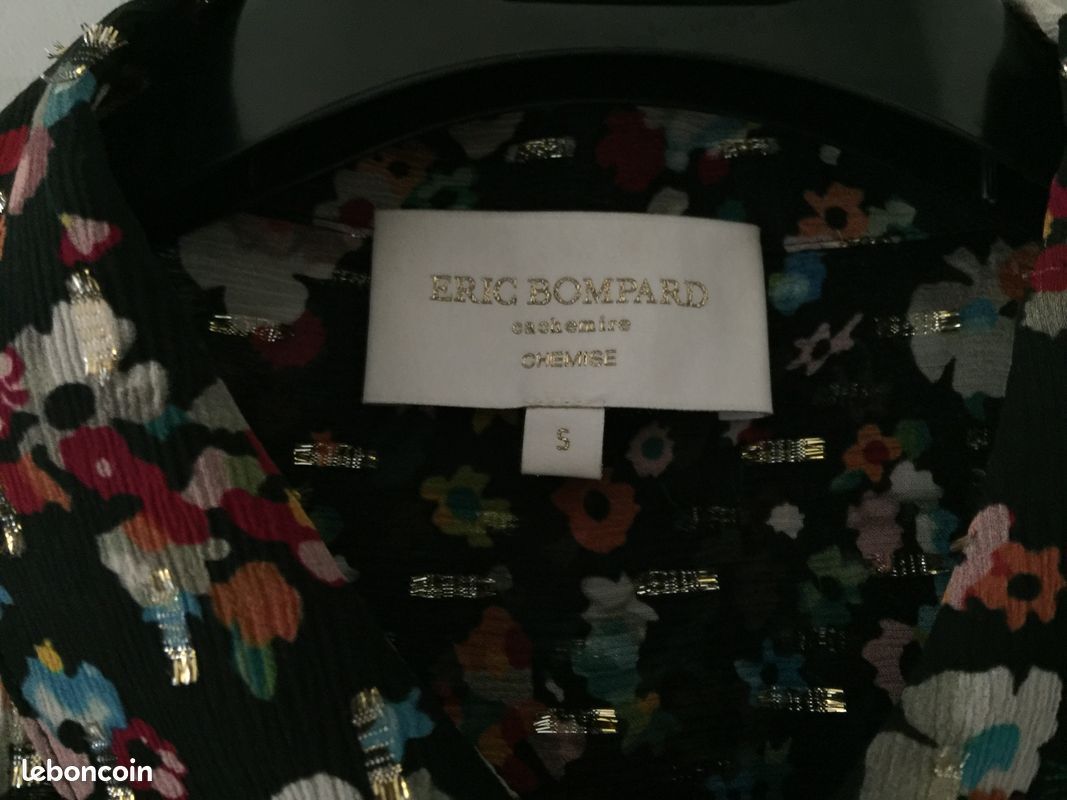 ERIC BOMPARD
cachemire
CHEMISE
S
leboncoin